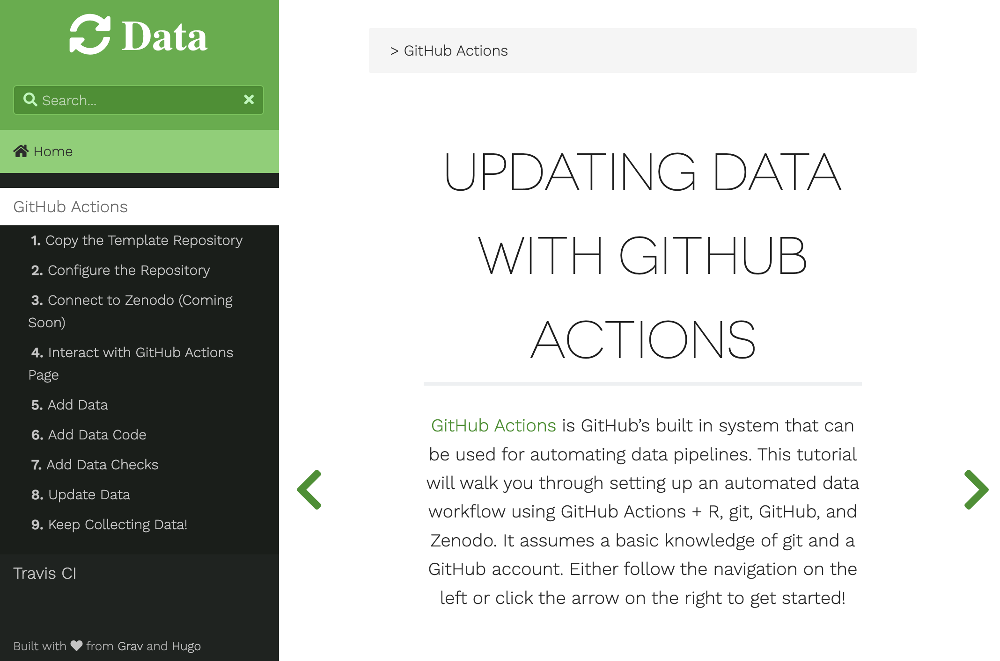 Data
Search...
Home
GitHub Actions
1. Copy the Template Repository
2. Configure the Repository
3. Connect to Zenodo (Coming
Soon)
4. Interact with GitHub Actions
Page
5. Add Data
6. Add Data Code
7. Add Data Checks
8. Update Data
9. Keep Collecting Data!
Travis CI
Built with from Grav and Hugo
> GitHub Actions
UPDATING DATA
WITH GITHUB
ACTIONS
GitHub Actions is GitHub’s built in system that can
be used for automating data pipelines. This tutorial
will walk you through setting up an automated data
workflow using GitHub Actions + R, git, GitHub, and
Zenodo. It assumes a basic knowledge of git and a
GitHub account. Either follow the navigation on the
left or click the arrow on the right to get started!